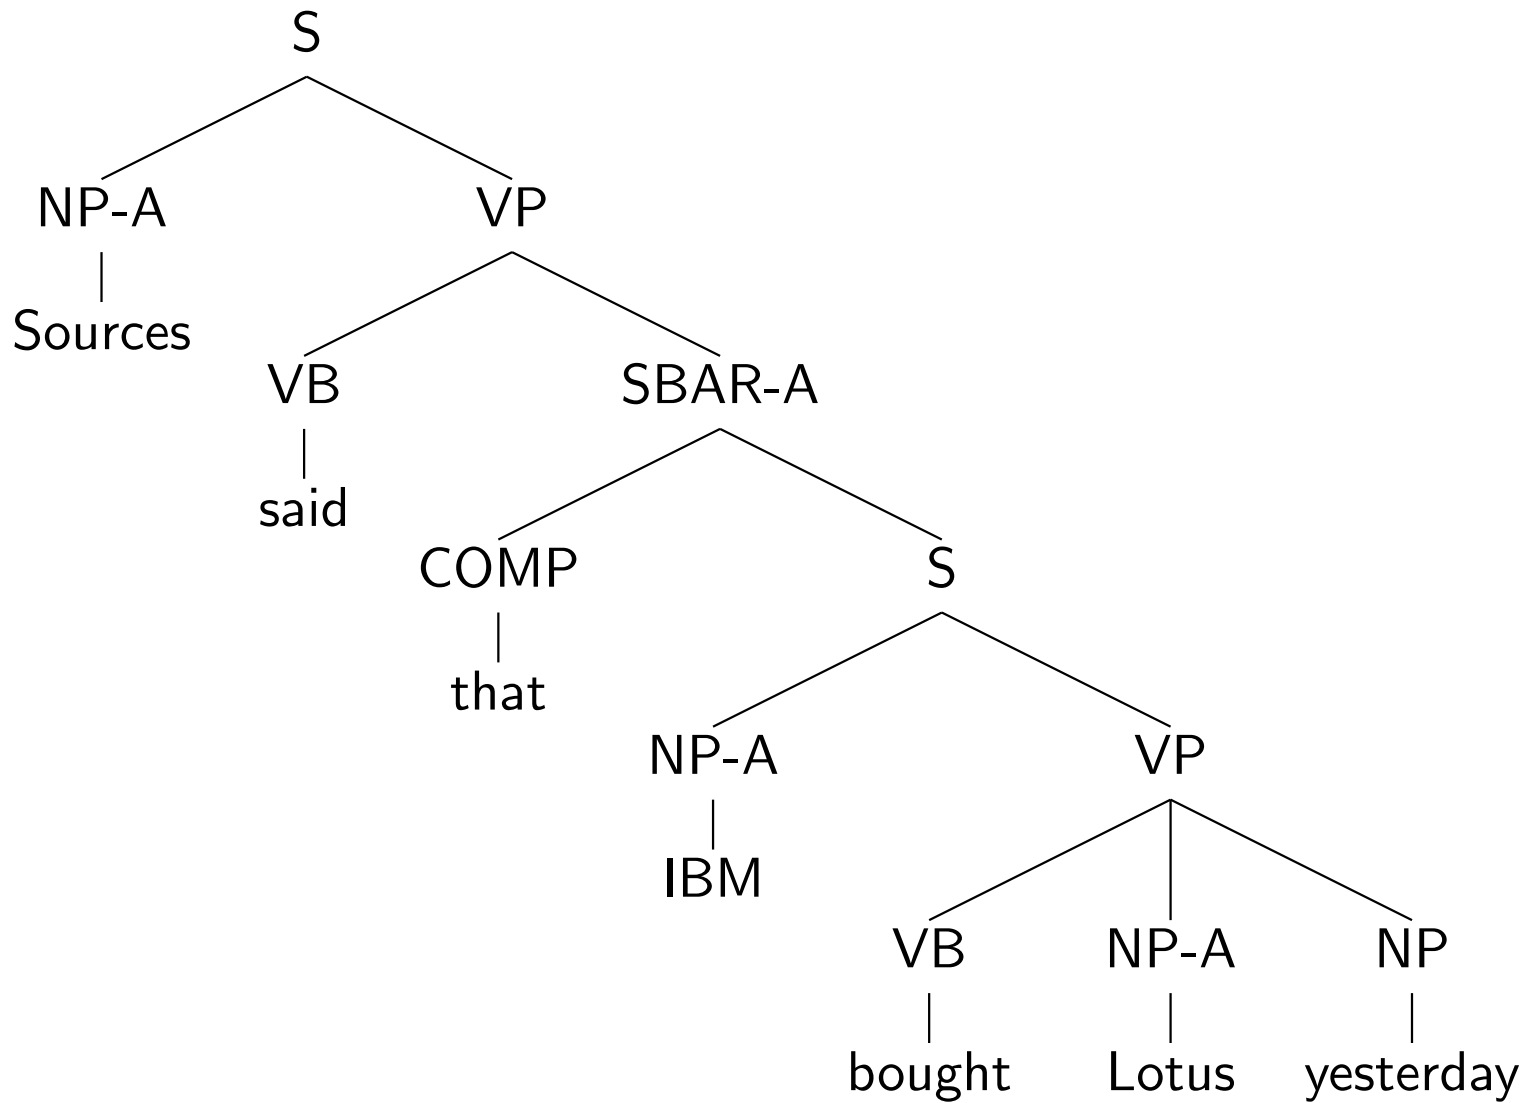 S
NP-A VP
Sources
VB SBAR-A
said
COMP S
that
NP-A VP
IBM
VB NP-A NP
bought Lotus yesterday